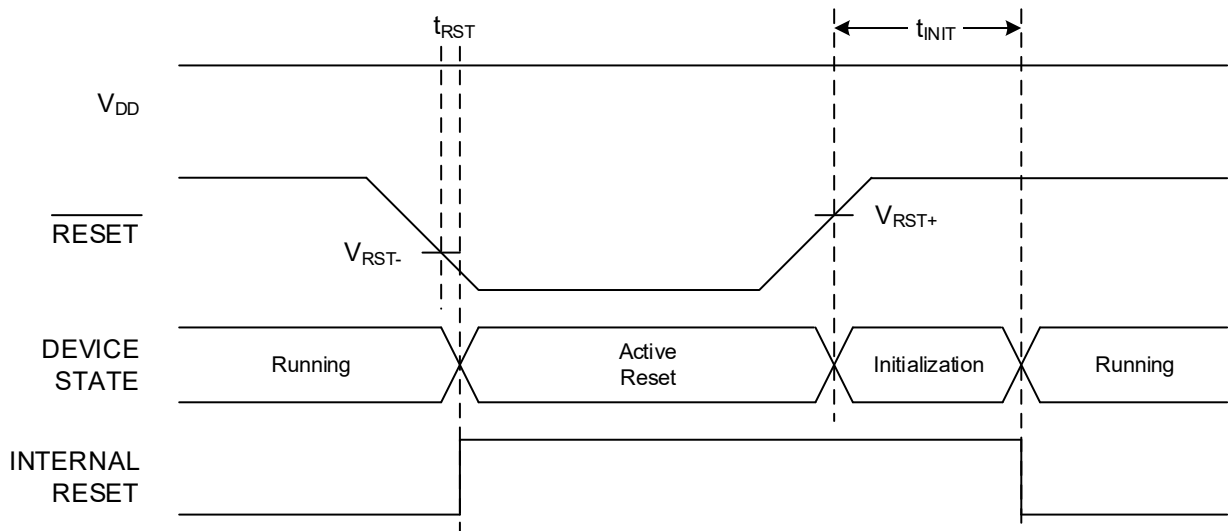 tRST
tINIT
VDD
RESET
VRST+
VRST-
DEVICE
STATE
Running
Active
Reset
Initialization
Running
INTERNAL
RESET